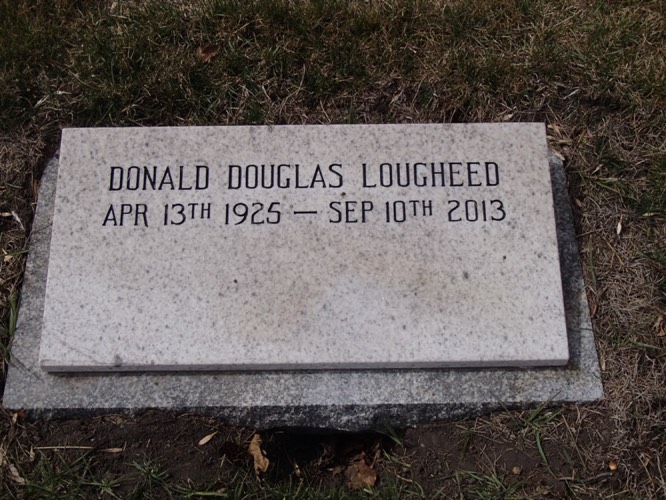 DONALD DOUGLAS LOUGHEED
APR 13TH 1925 — SEP 10TH 2013